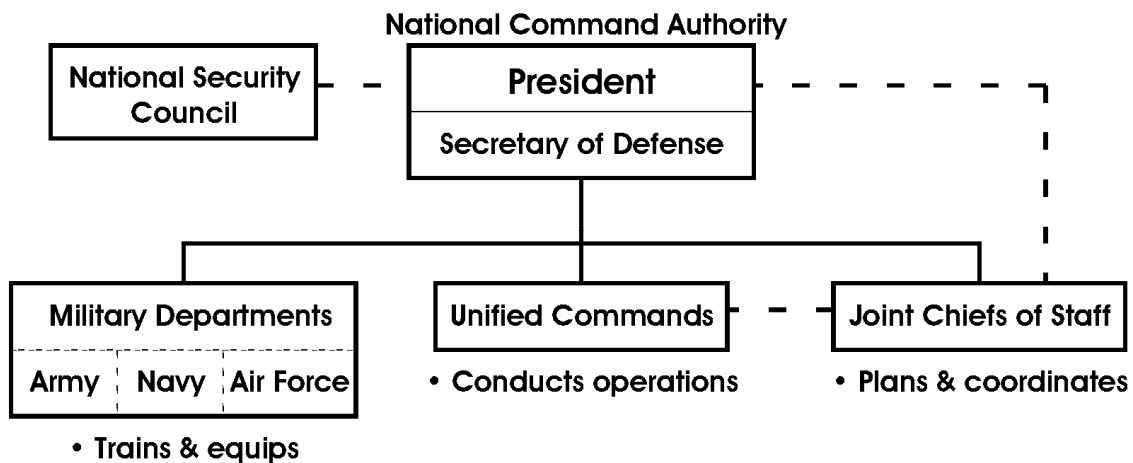 National Command Authority
National Security
Council
President
Secretary of Defense
Military Departments
Army Navy Air Force
• Trains & equips
Unified Commands
• Conducts operations
Joint Chiefs of Staff
• Plans & coordinates